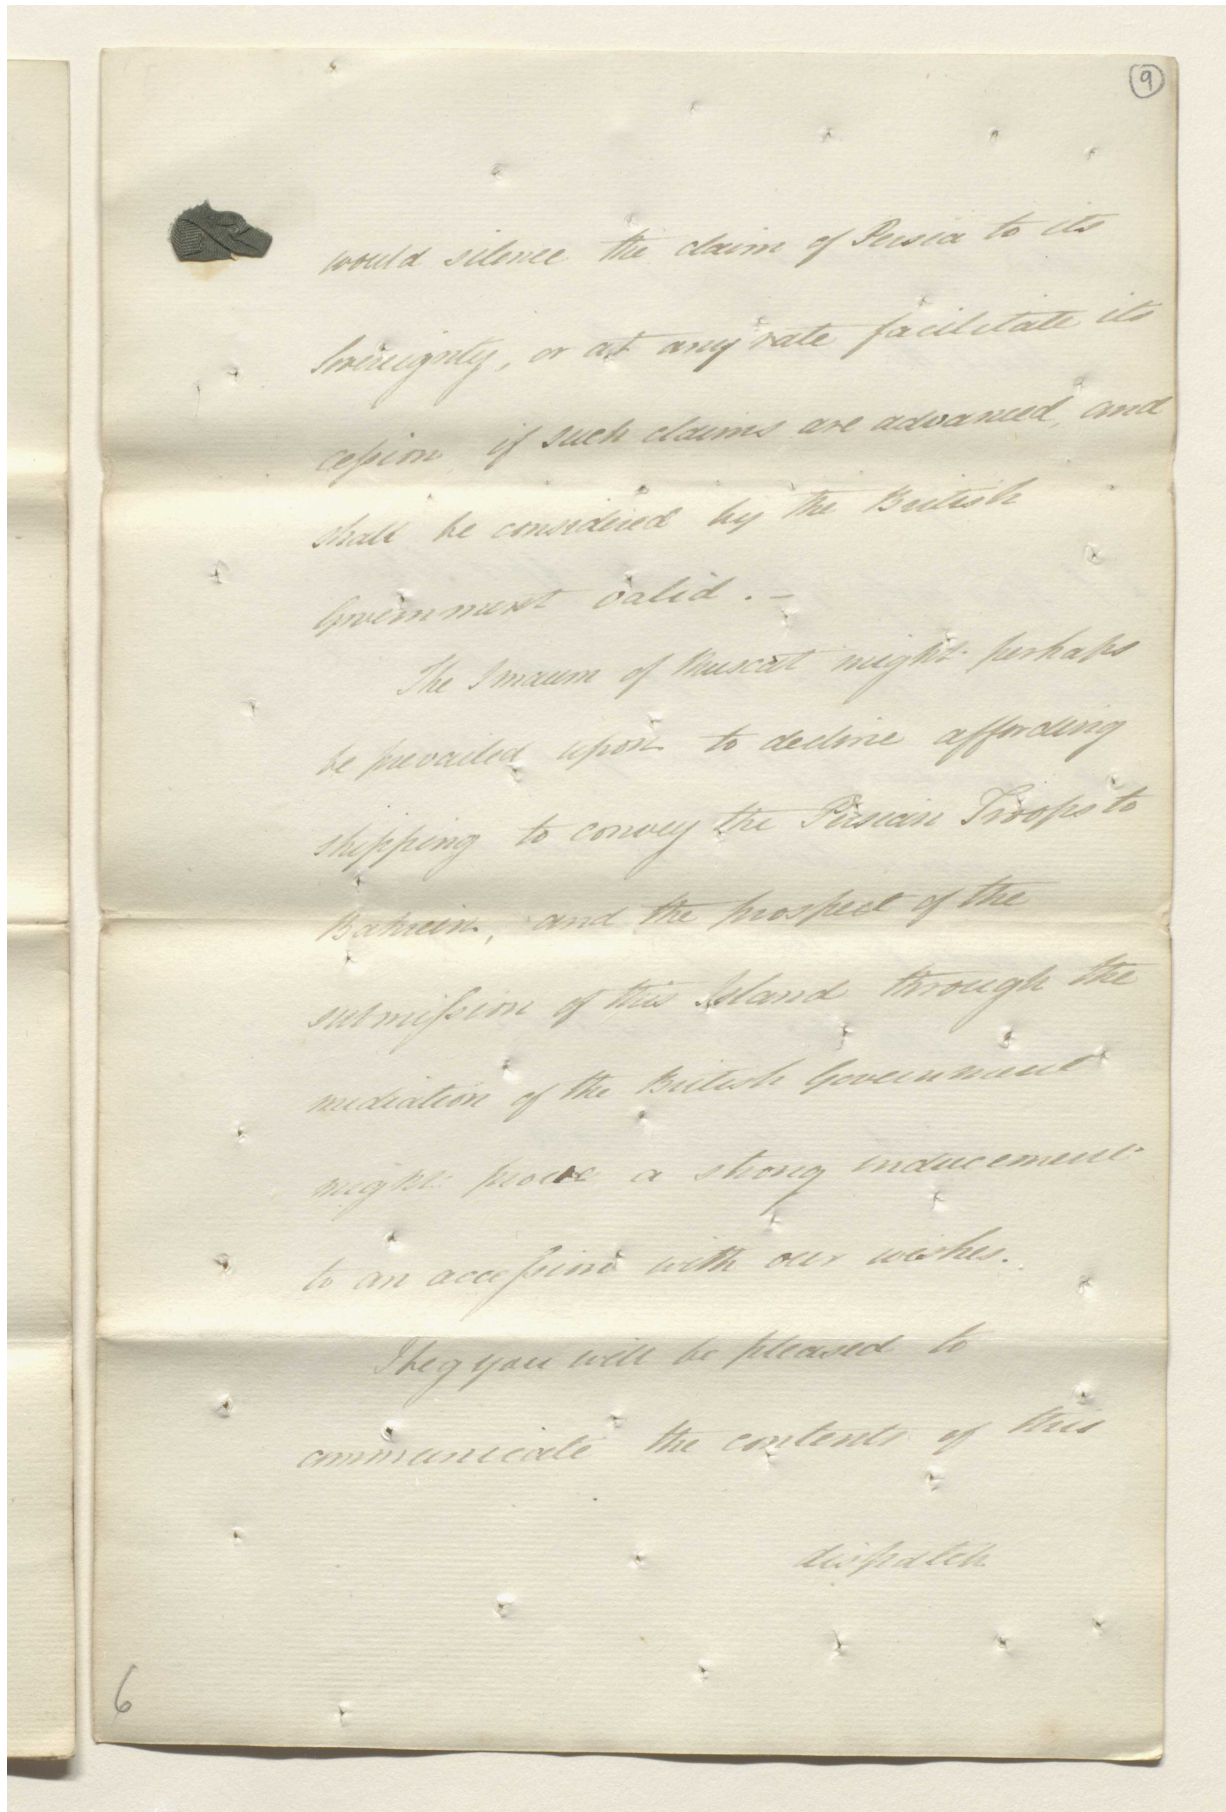 9
would silence the claim of Persia to its
Sovereignty, or at any rate facilitate its
cession, if such claims are advanced, and
shall be considered by the British
Government valid. -
The Imaum of Muscat might perhaps
be prevailed upon to decline affording
shipping to convey the Persian Troops to
Bahrein, and the prospect of the
submission of this Island through the
mediation of the British Government
might prove a strong inducement
to an accession with our wishes.
I beg you will be pleased to
communicate the contents of this
dispatch
6